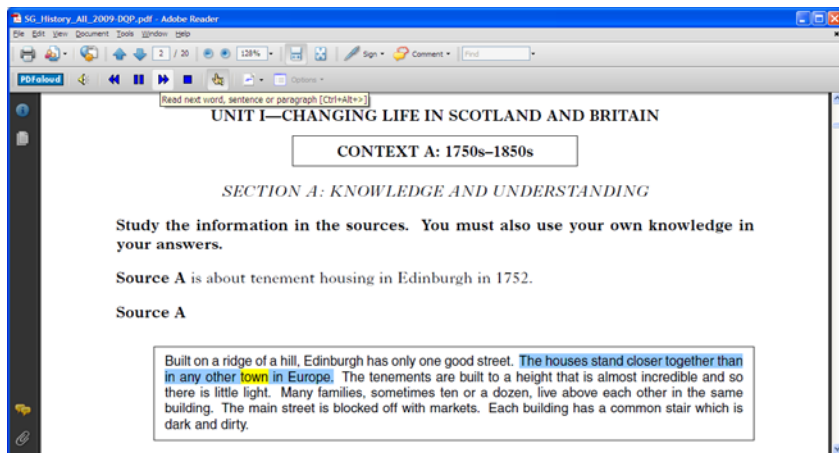 SG_History_All_2009-DQP.pdf - Adobe Reader
File Edit View Document Tools Window Help
2 / 20 128% Sign Comment Find
PDFaloud Options
Read next word, sentence or paragraph [Ctrl+Alt+>]
UNIT I—CHANGING LIFE IN SCOTLAND AND BRITAIN
CONTEXT A: 1750s–1850s
SECTION A: KNOWLEDGE AND UNDERSTANDING
Study the information in the sources. You must also use your own knowledge in
your answers.
Source A is about tenement housing in Edinburgh in 1752.
Source A
Built on a ridge of a hill, Edinburgh has only one good street. The houses stand closer together than
in any other town in Europe. The tenements are built to a height that is almost incredible and so
there is little light. Many families, sometimes ten or a dozen, live above each other in the same
building. The main street is blocked off with markets. Each building has a common stair which is
dark and dirty.